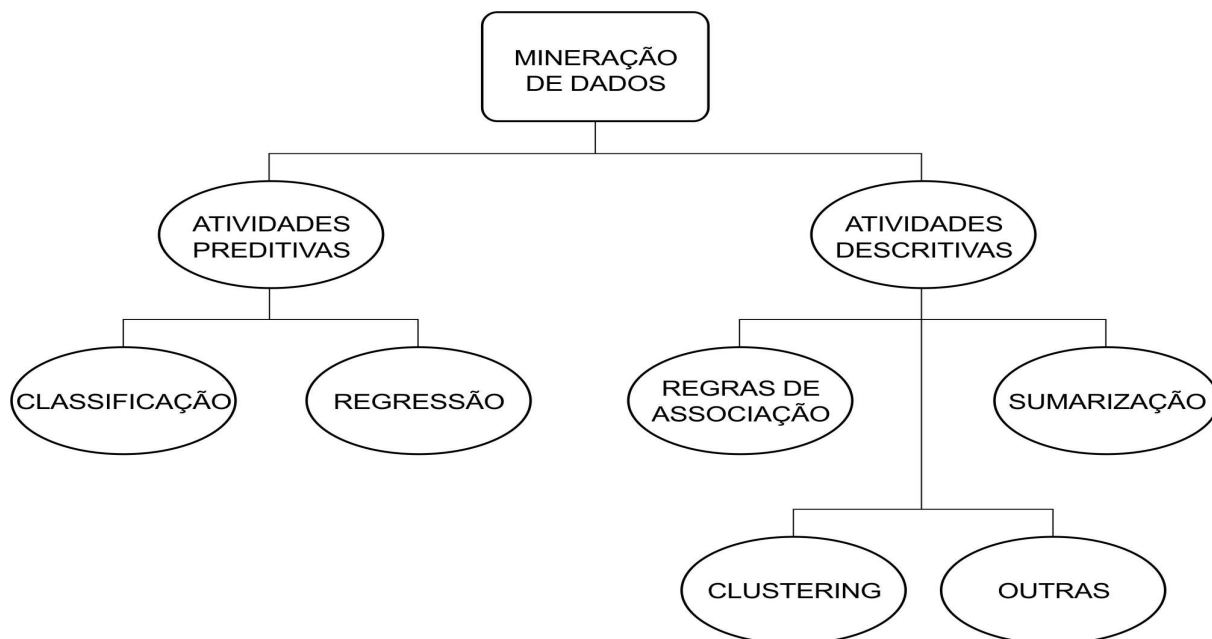 MINERAÇÃO
DE DADOS
ATIVIDADES
PREDITIVAS
ATIVIDADES
DESCRITIVAS
CLASSIFICAÇÃO
REGRESSÃO
REGRAS DE
ASSOCIAÇÃO
SUMARIZAÇÃO
CLUSTERING
OUTRAS